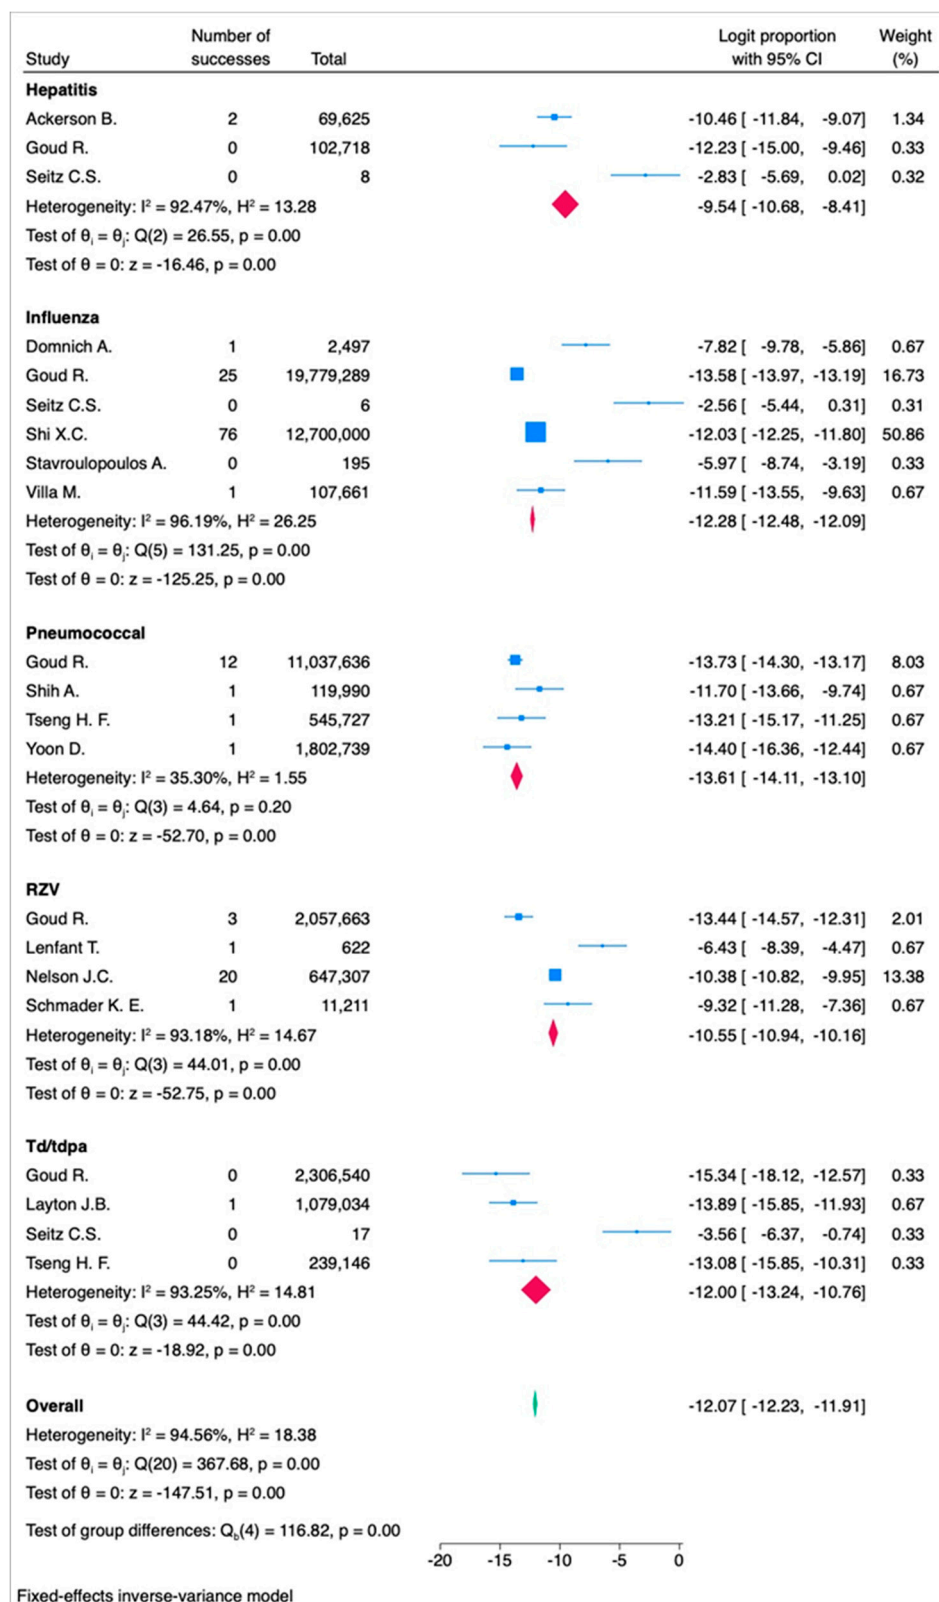 Number of Logit proportion Weight
Study successes Total with 95% CI (%)
Hepatitis
Ackerson B. 2 69,625 -10.46 [ -11.84, -9.07] 1.34
Goud R. 0 102,718 -12.23 [ -15.00, -9.46] 0.33
Seitz C.S. 0 8 -2.83 [ -5.69, 0.02] 0.32
Heterogeneity: I² = 92.47%, H² = 13.28 -9.54 [ -10.68, -8.41]
Test of θᵢ = θⱼ: Q(2) = 26.55, p = 0.00
Test of θ = 0: z = -16.46, p = 0.00
Influenza
Domnich A. 1 2,497 -7.82 [ -9.78, -5.86] 0.67
Goud R. 25 19,779,289 -13.58 [ -13.97, -13.19] 16.73
Seitz C.S. 0 6 -2.56 [ -5.44, 0.31] 0.31
Shi X.C. 76 12,700,000 -12.03 [ -12.25, -11.80] 50.86
Stavroulopoulos A. 0 195 -5.97 [ -8.74, -3.19] 0.33
Villa M. 1 107,661 -11.59 [ -13.55, -9.63] 0.67
Heterogeneity: I² = 96.19%, H² = 26.25 -12.28 [ -12.48, -12.09]
Test of θᵢ = θⱼ: Q(5) = 131.25, p = 0.00
Test of θ = 0: z = -125.25, p = 0.00
Pneumococcal
Goud R. 12 11,037,636 -13.73 [ -14.30, -13.17] 8.03
Shih A. 1 119,990 -11.70 [ -13.66, -9.74] 0.67
Tseng H. F. 1 545,727 -13.21 [ -15.17, -11.25] 0.67
Yoon D. 1 1,802,739 -14.40 [ -16.36, -12.44] 0.67
Heterogeneity: I² = 35.30%, H² = 1.55 -13.61 [ -14.11, -13.10]
Test of θᵢ = θⱼ: Q(3) = 4.64, p = 0.20
Test of θ = 0: z = -52.70, p = 0.00
RZV
Goud R. 3 2,057,663 -13.44 [ -14.57, -12.31] 2.01
Lenfant T. 1 622 -6.43 [ -8.39, -4.47] 0.67
Nelson J.C. 20 647,307 -10.38 [ -10.82, -9.95] 13.38
Schmader K. E. 1 11,211 -9.32 [ -11.28, -7.36] 0.67
Heterogeneity: I² = 93.18%, H² = 14.67 -10.55 [ -10.94, -10.16]
Test of θᵢ = θⱼ: Q(3) = 44.01, p = 0.00
Test of θ = 0: z = -52.75, p = 0.00
Td/tdpa
Goud R. 0 2,306,540 -15.34 [ -18.12, -12.57] 0.33
Layton J.B. 1 1,079,034 -13.89 [ -15.85, -11.93] 0.67
Seitz C.S. 0 17 -3.56 [ -6.37, -0.74] 0.33
Tseng H. F. 0 239,146 -13.08 [ -15.85, -10.31] 0.33
Heterogeneity: I² = 93.25%, H² = 14.81 -12.00 [ -13.24, -10.76]
Test of θᵢ = θⱼ: Q(3) = 44.42, p = 0.00
Test of θ = 0: z = -18.92, p = 0.00
Overall -12.07 [ -12.23, -11.91]
Heterogeneity: I² = 94.56%, H² = 18.38
Test of θᵢ = θⱼ: Q(20) = 367.68, p = 0.00
Test of θ = 0: z = -147.51, p = 0.00
Test of group differences: Q_b(4) = 116.82, p = 0.00
-20 -15 -10 -5 0
Fixed-effects inverse-variance model